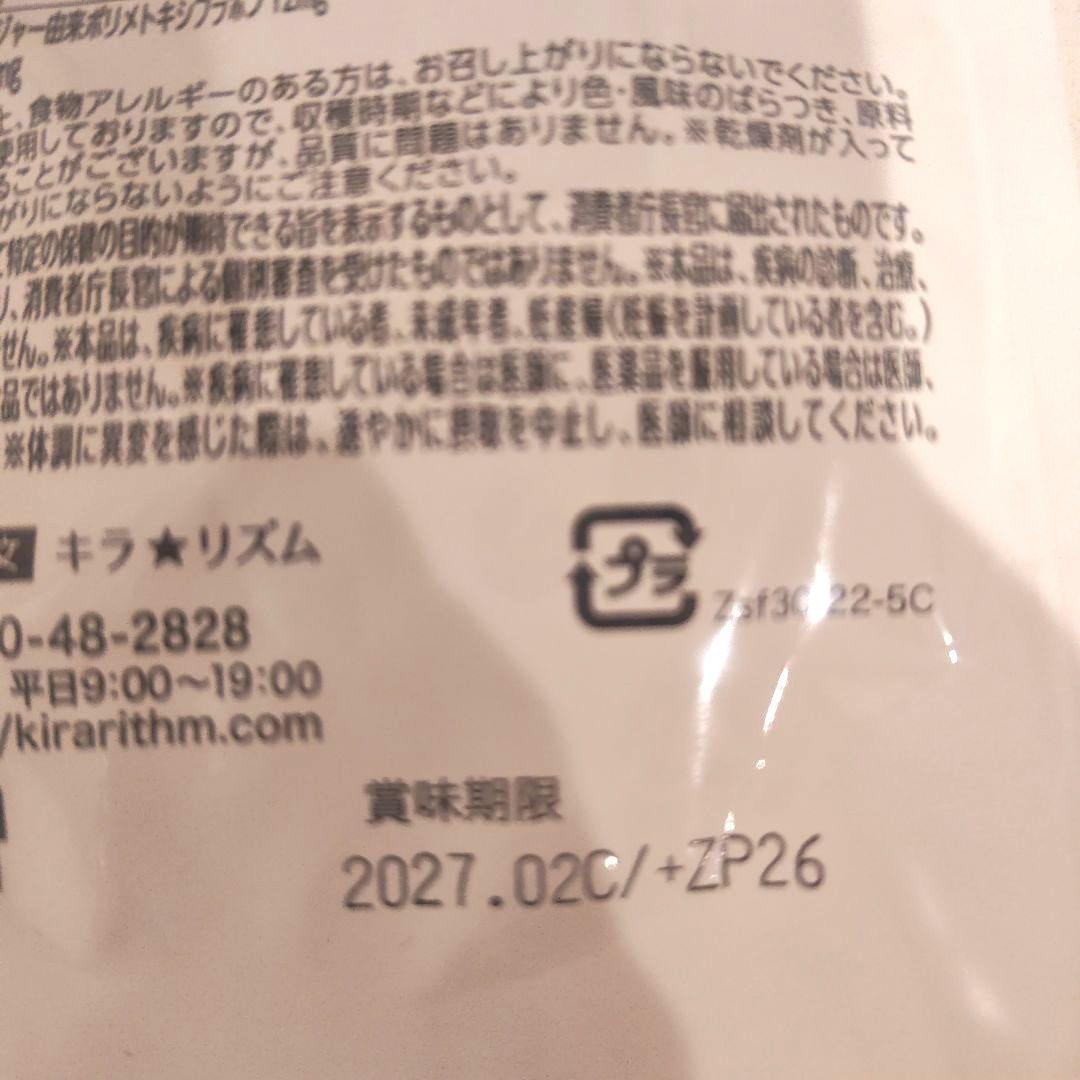 ジャー由来ポリメトキシフラボン12mg
mg
食物アレルギーのある方は、お召し上がりにならないでください。
使用しておりますので、収穫時期などにより色・風味のばらつき、原料
ることがございますが、品質に問題はありません。※乾燥剤が入って
がりにならないようにご注意ください。
特定の保健の目的が期待できる旨を表示するものとして、消費者庁長官に届出されたものです。
り、消費者庁長官による個別審査を受けたものではありません。※本品は、疾病の診断、治療、
せん。※本品は、疾病に罹患している者、未成年者、妊産婦(妊娠を計画している者を含む。)
品ではありません。※疾病に罹患している場合は医師に、医薬品を服用している場合は医師、
※体調に異変を感じた際は、速やかに摂取を中止し、医師に相談してください。
キラ★リズム
プラ
Zsf30 22-5C
0-48-2828
平日9:00～19:00
/kirarithm.com
賞味期限
2027.02C/+ZP26